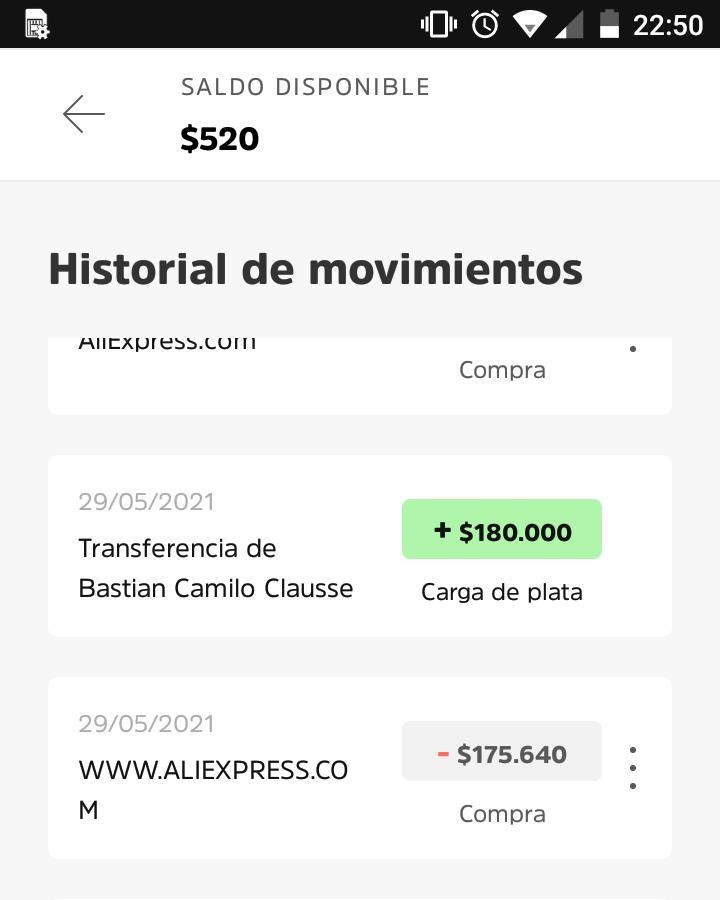 22:50
SALDO DISPONIBLE
$520
Historial de movimientos
AliExpress.com
Compra
29/05/2021
+ $180.000
Transferencia de
Bastian Camilo Clausse
Carga de plata
29/05/2021
- $175.640
WWW.ALIEXPRESS.CO
M
Compra